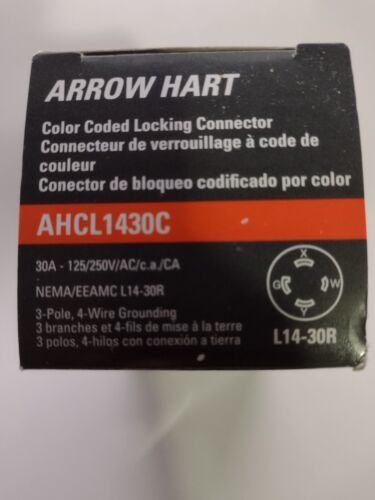 ARROW HART
Color Coded Locking Connector
Connecteur de verrouillage à code de
couleur
Conector de bloqueo codificado por color
AHCL1430C
30A - 125/250V/AC/c.a./CA
NEMA/EEAMC L14-30R
3-Pole, 4-Wire Grounding
3 branches et 4-fils de mise à la terre
3 polos, 4-hilos con conexión a tierra
X
G W
Y
L14-30R